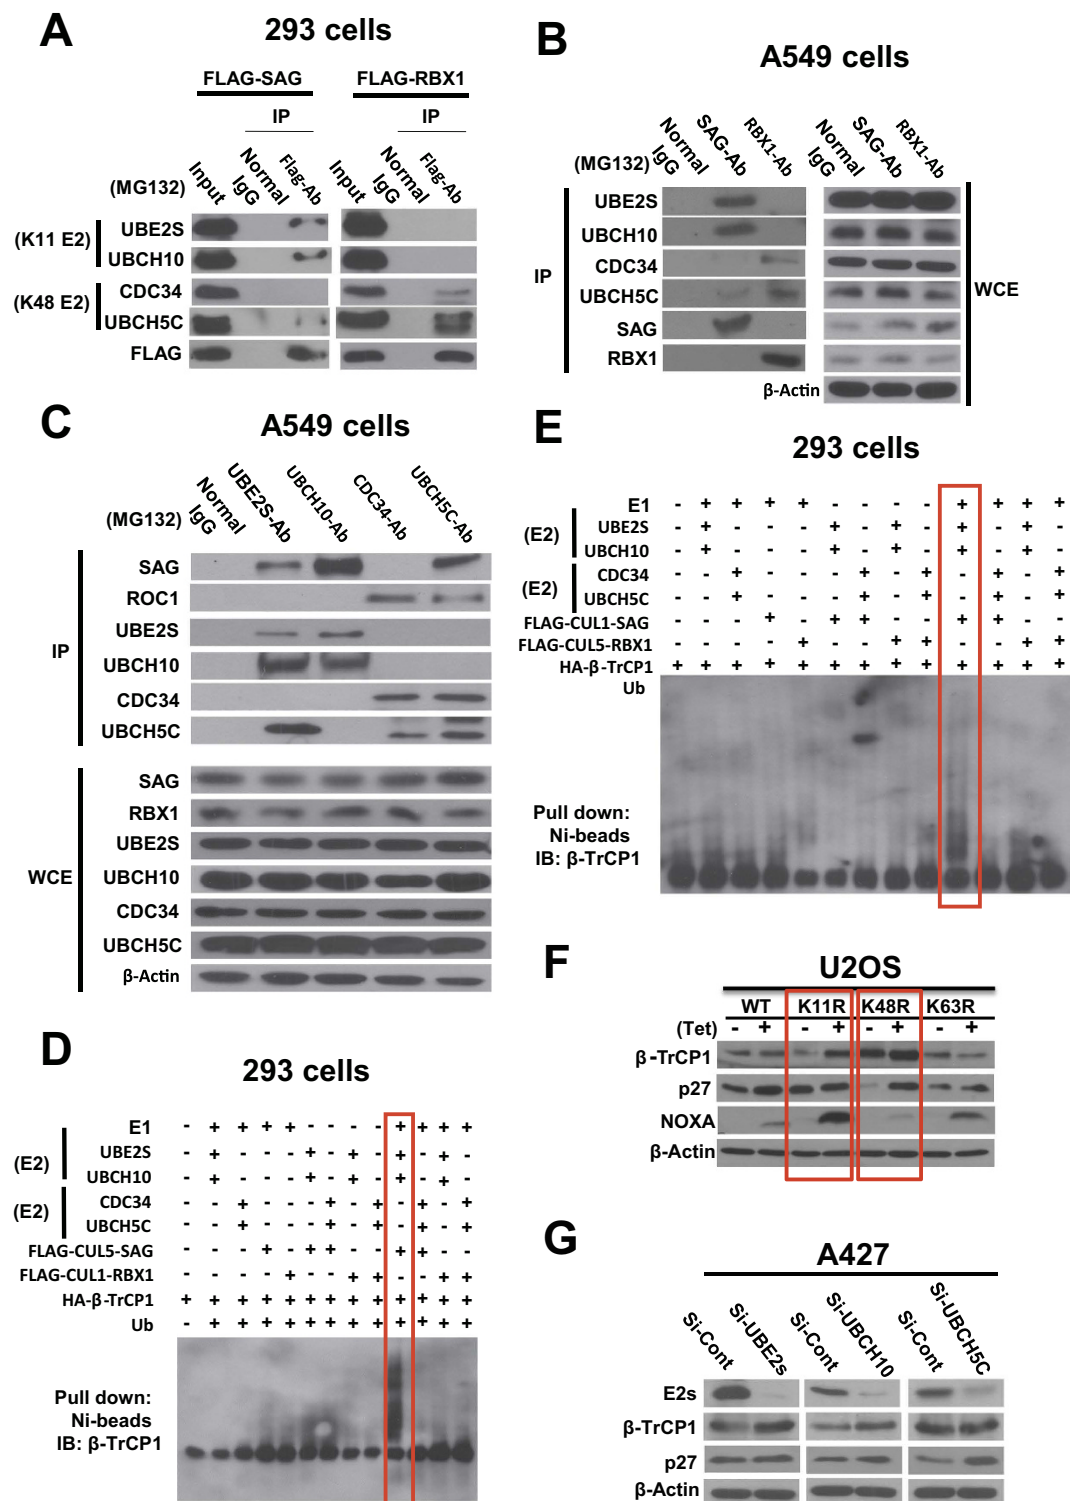 A
293 cells
FLAG-SAG
FLAG-RBX1
IP
IP
(MG132)
Input
Normal IgG
Flag-Ab
Input
Normal IgG
Flag-Ab
(K11 E2)
UBE2S
UBCH10
(K48 E2)
CDC34
UBCH5C
FLAG
B
A549 cells
(MG132)
Normal IgG
SAG-Ab
RBX1-Ab
Normal IgG
SAG-Ab
RBX1-Ab
IP
UBE2S
UBCH10
CDC34
UBCH5C
SAG
RBX1
β-Actin
WCE
C
A549 cells
(MG132)
Normal IgG
UBE2S-Ab
UBCH10-Ab
CDC34-Ab
UBCH5C-Ab
IP
SAG
ROC1
UBE2S
UBCH10
CDC34
UBCH5C
WCE
SAG
RBX1
UBE2S
UBCH10
CDC34
UBCH5C
β-Actin
D
293 cells
E1 - + + + + - - - - + + + +
(E2)
UBE2S - + - - - + - + - + - + -
UBCH10 - + - - - + - + - + - + -
(E2)
CDC34 - - + - - - + - + - + - +
UBCH5C - - + - - - + - + - + - +
FLAG-CUL5-SAG - - - + - + + - - + + - -
FLAG-CUL1-RBX1 - - - - + - - + + - - + +
HA-β-TrCP1 + + + + + + + + + + + + +
Ub - + + + + + + + + + + + +
Pull down:
Ni-beads
IB: β-TrCP1
E
293 cells
E1 - + + + + - - - - + + + +
(E2)
UBE2S - + - - - + - + - + - + -
UBCH10 - + - - - + - + - + - + -
(E2)
CDC34 - - + - - - + - + - + - +
UBCH5C - - + - - - + - + - + - +
FLAG-CUL1-SAG - - - + - + + - - + + - -
FLAG-CUL5-RBX1 - - - - + - - + + - - + +
HA-β-TrCP1 + + + + + + + + + + + + +
Ub
Pull down:
Ni-beads
IB: β-TrCP1
F
U2OS
WT K11R K48R K63R
(Tet) - + - + - + - +
β-TrCP1
p27
NOXA
β-Actin
G
A427
Si-Cont
Si-UBE2s
Si-Cont
Si-UBCH10
Si-Cont
Si-UBCH5C
E2s
β-TrCP1
p27
β-Actin